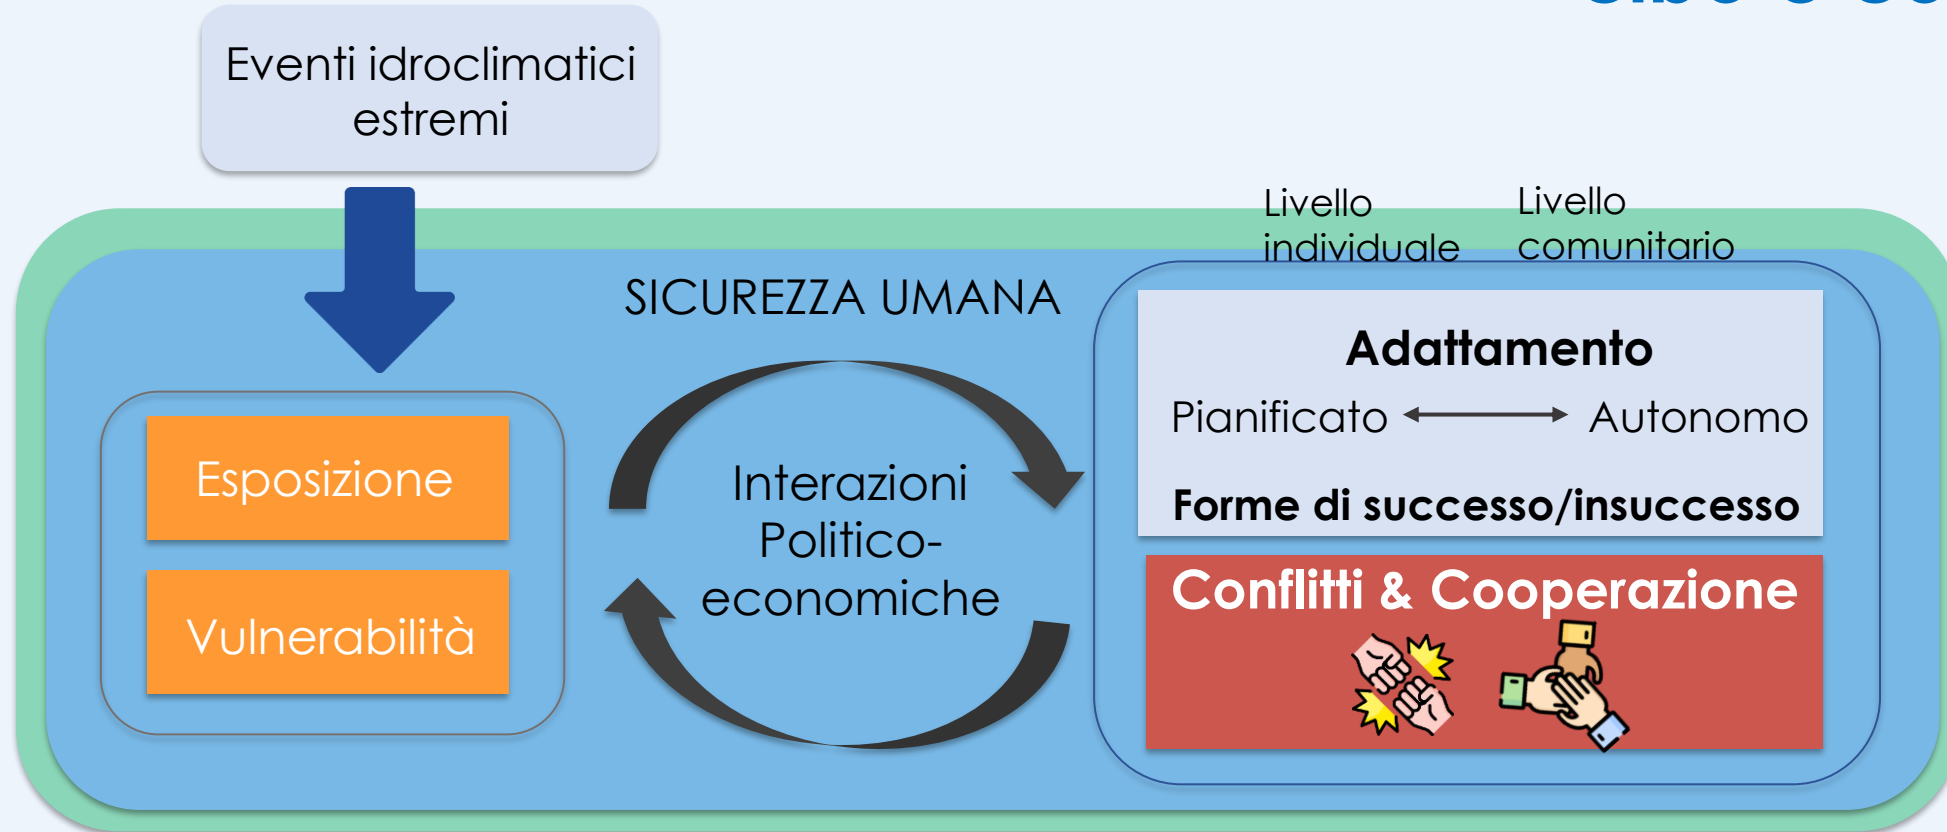 Eventi idroclimatici
estremi
Livello
individuale
Livello
comunitario
SICUREZZA UMANA
Esposizione
Vulnerabilità
Interazioni
Politico-
economiche
Adattamento
Pianificato
Autonomo
Forme di successo/insuccesso
Conflitti & Cooperazione